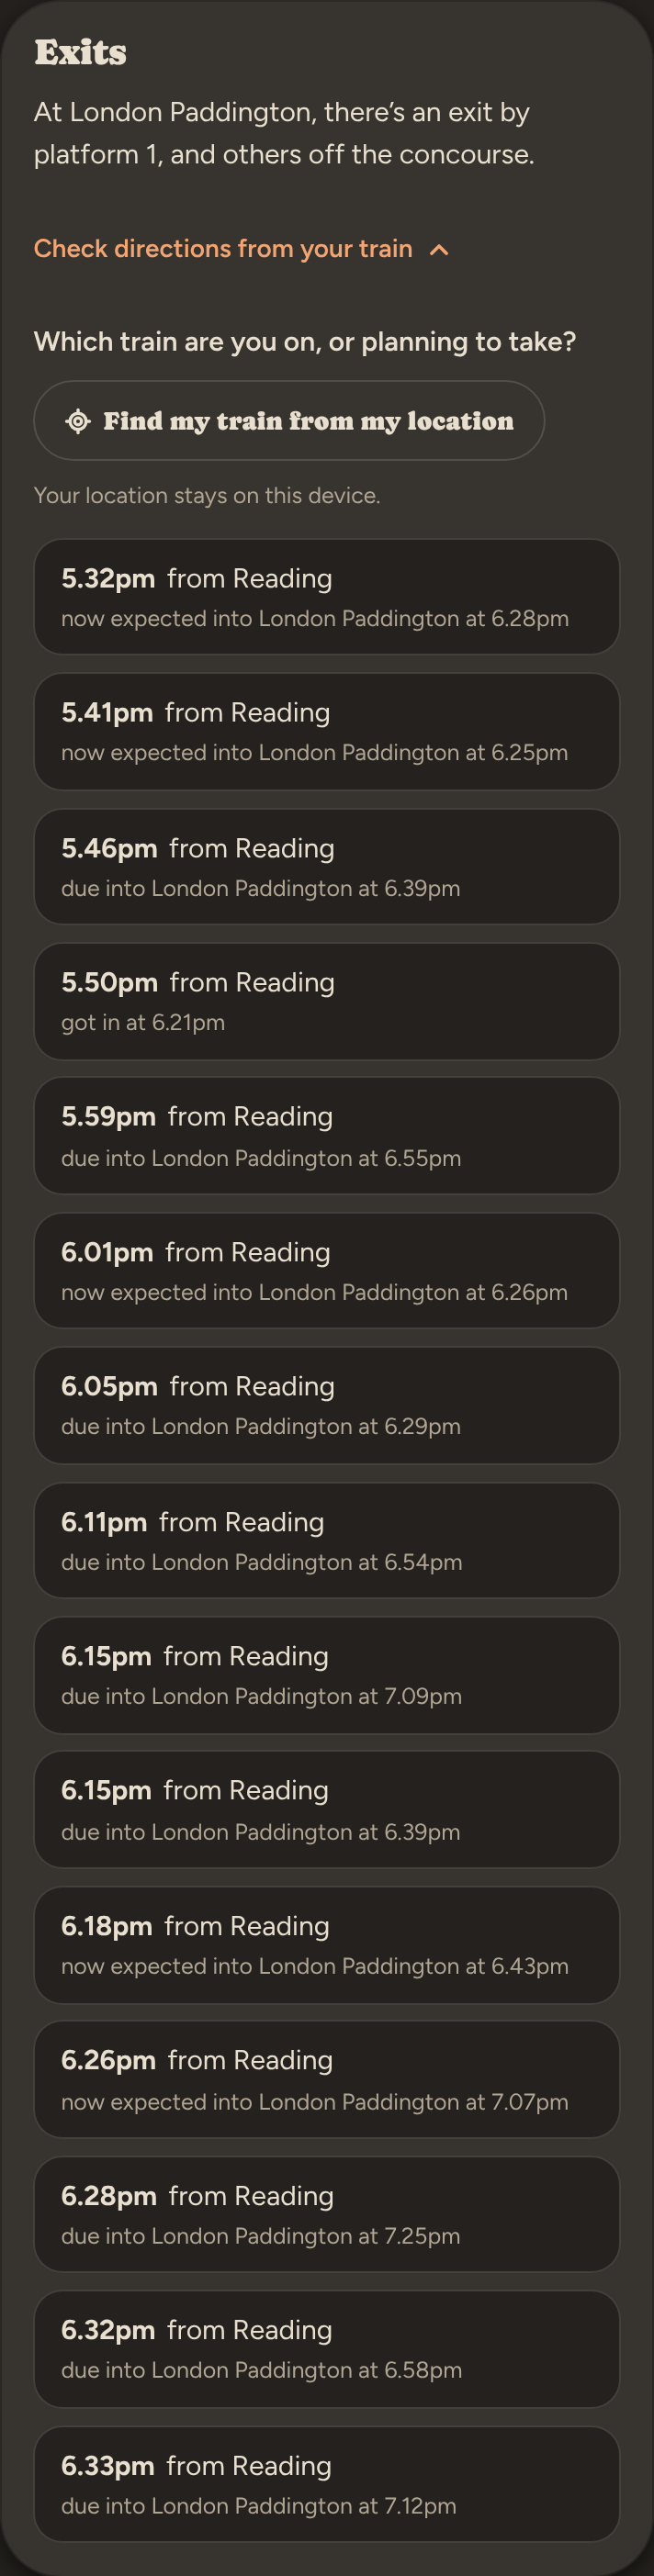 Exits
At London Paddington, there’s an exit by
platform 1, and others off the concourse.
Check directions from your train
Which train are you on, or planning to take?
Find my train from my location
Your location stays on this device.
5.32pm from Reading
now expected into London Paddington at 6.28pm
5.41pm from Reading
now expected into London Paddington at 6.25pm
5.46pm from Reading
due into London Paddington at 6.39pm
5.50pm from Reading
got in at 6.21pm
5.59pm from Reading
due into London Paddington at 6.55pm
6.01pm from Reading
now expected into London Paddington at 6.26pm
6.05pm from Reading
due into London Paddington at 6.29pm
6.11pm from Reading
due into London Paddington at 6.54pm
6.15pm from Reading
due into London Paddington at 7.09pm
6.15pm from Reading
due into London Paddington at 6.39pm
6.18pm from Reading
now expected into London Paddington at 6.43pm
6.26pm from Reading
now expected into London Paddington at 7.07pm
6.28pm from Reading
due into London Paddington at 7.25pm
6.32pm from Reading
due into London Paddington at 6.58pm
6.33pm from Reading
due into London Paddington at 7.12pm